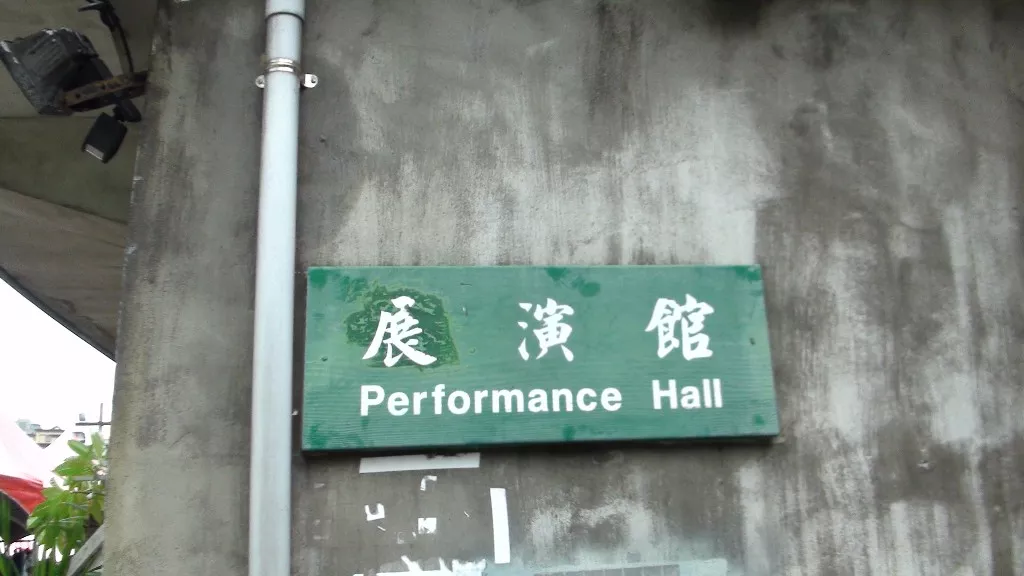 展演館
Performance Hall